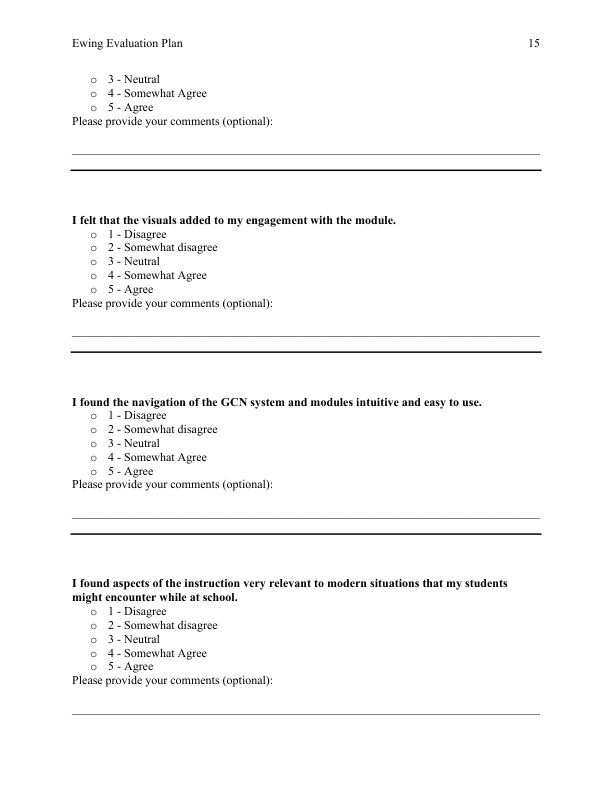 Ewing Evaluation Plan 15
○ 3 - Neutral
○ 4 - Somewhat Agree
○ 5 - Agree
Please provide your comments (optional):
I felt that the visuals added to my engagement with the module.
○ 1 - Disagree
○ 2 - Somewhat disagree
○ 3 - Neutral
○ 4 - Somewhat Agree
○ 5 - Agree
Please provide your comments (optional):
I found the navigation of the GCN system and modules intuitive and easy to use.
○ 1 - Disagree
○ 2 - Somewhat disagree
○ 3 - Neutral
○ 4 - Somewhat Agree
○ 5 - Agree
Please provide your comments (optional):
I found aspects of the instruction very relevant to modern situations that my students
might encounter while at school.
○ 1 - Disagree
○ 2 - Somewhat disagree
○ 3 - Neutral
○ 4 - Somewhat Agree
○ 5 - Agree
Please provide your comments (optional):